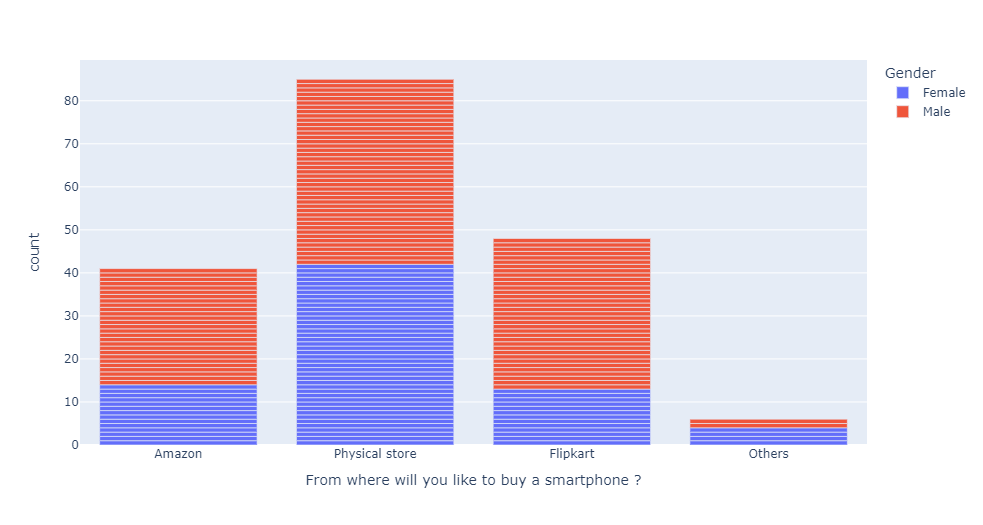 Gender
Female
Male
count
80
70
60
50
40
30
20
10
0
Amazon
Physical store
Flipkart
Others
From where will you like to buy a smartphone ?